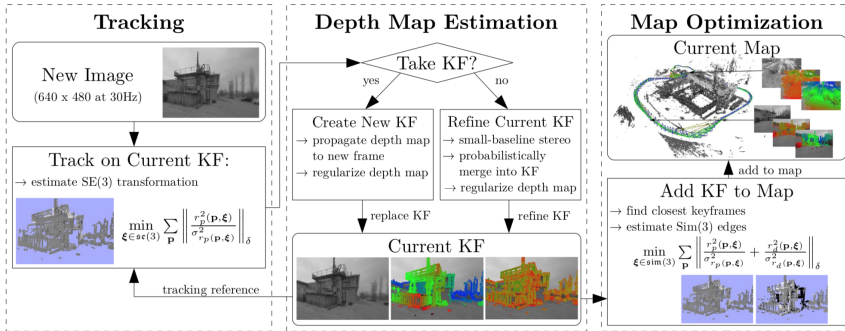 Tracking
New Image
(640 x 480 at 30Hz)
Track on Current KF:
→ estimate SE(3) transformation
min ξ∈𝔰𝔢(3) ∑ p ‖ r²p(p,ξ) / σ²rp(p,ξ) ‖δ
tracking reference
Depth Map Estimation
Take KF?
yes
no
Create New KF
→ propagate depth map
to new frame
→ regularize depth map
Refine Current KF
→ small-baseline stereo
→ probabilistically
merge into KF
→ regularize depth map
replace KF
refine KF
Current KF
Map Optimization
Current Map
add to map
Add KF to Map
→ find closest keyframes
→ estimate Sim(3) edges
min ξ∈𝔰𝔦𝔪(3) ∑ p ‖ r²p(p,ξ) / σ²rp(p,ξ) + r²d(p,ξ) / σ²rd(p,ξ) ‖δ